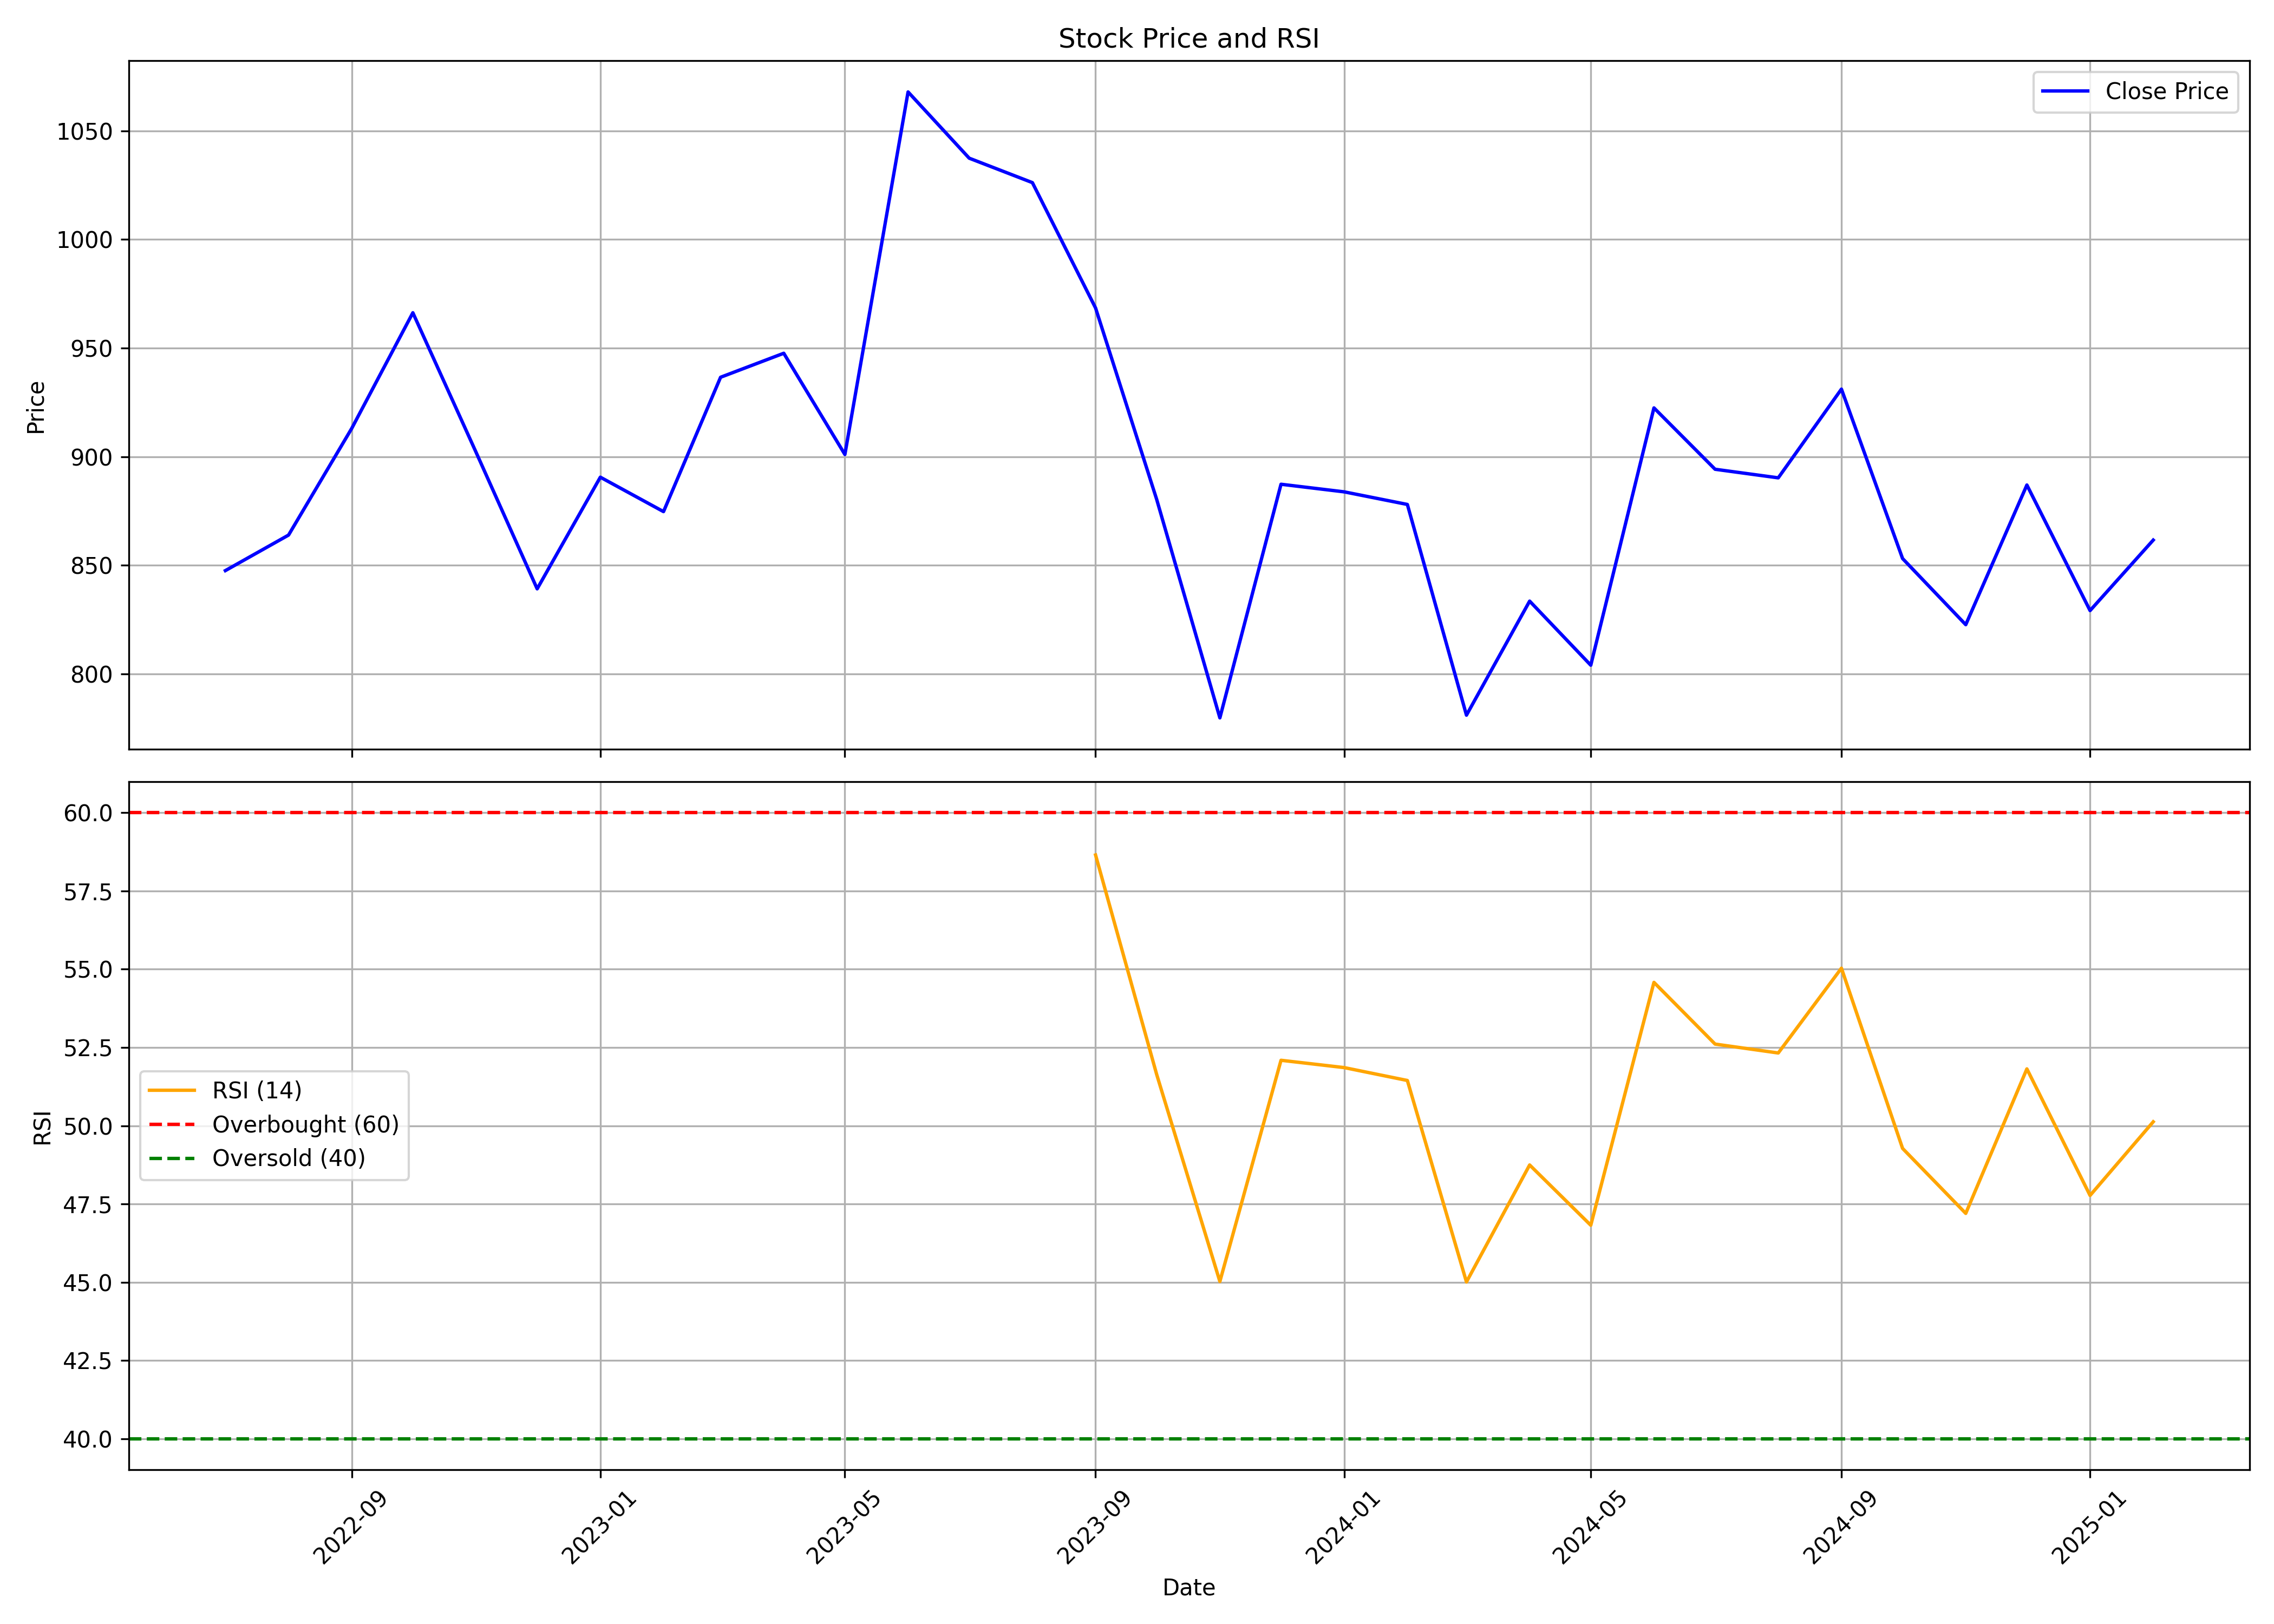 Stock Price and RSI
Close Price
Price
1050
1000
950
900
850
800
RSI
60.0
57.5
55.0
52.5
50.0
47.5
45.0
42.5
40.0
RSI (14)
Overbought (60)
Oversold (40)
2022-09
2023-01
2023-05
2023-09
2024-01
2024-05
2024-09
2025-01
Date